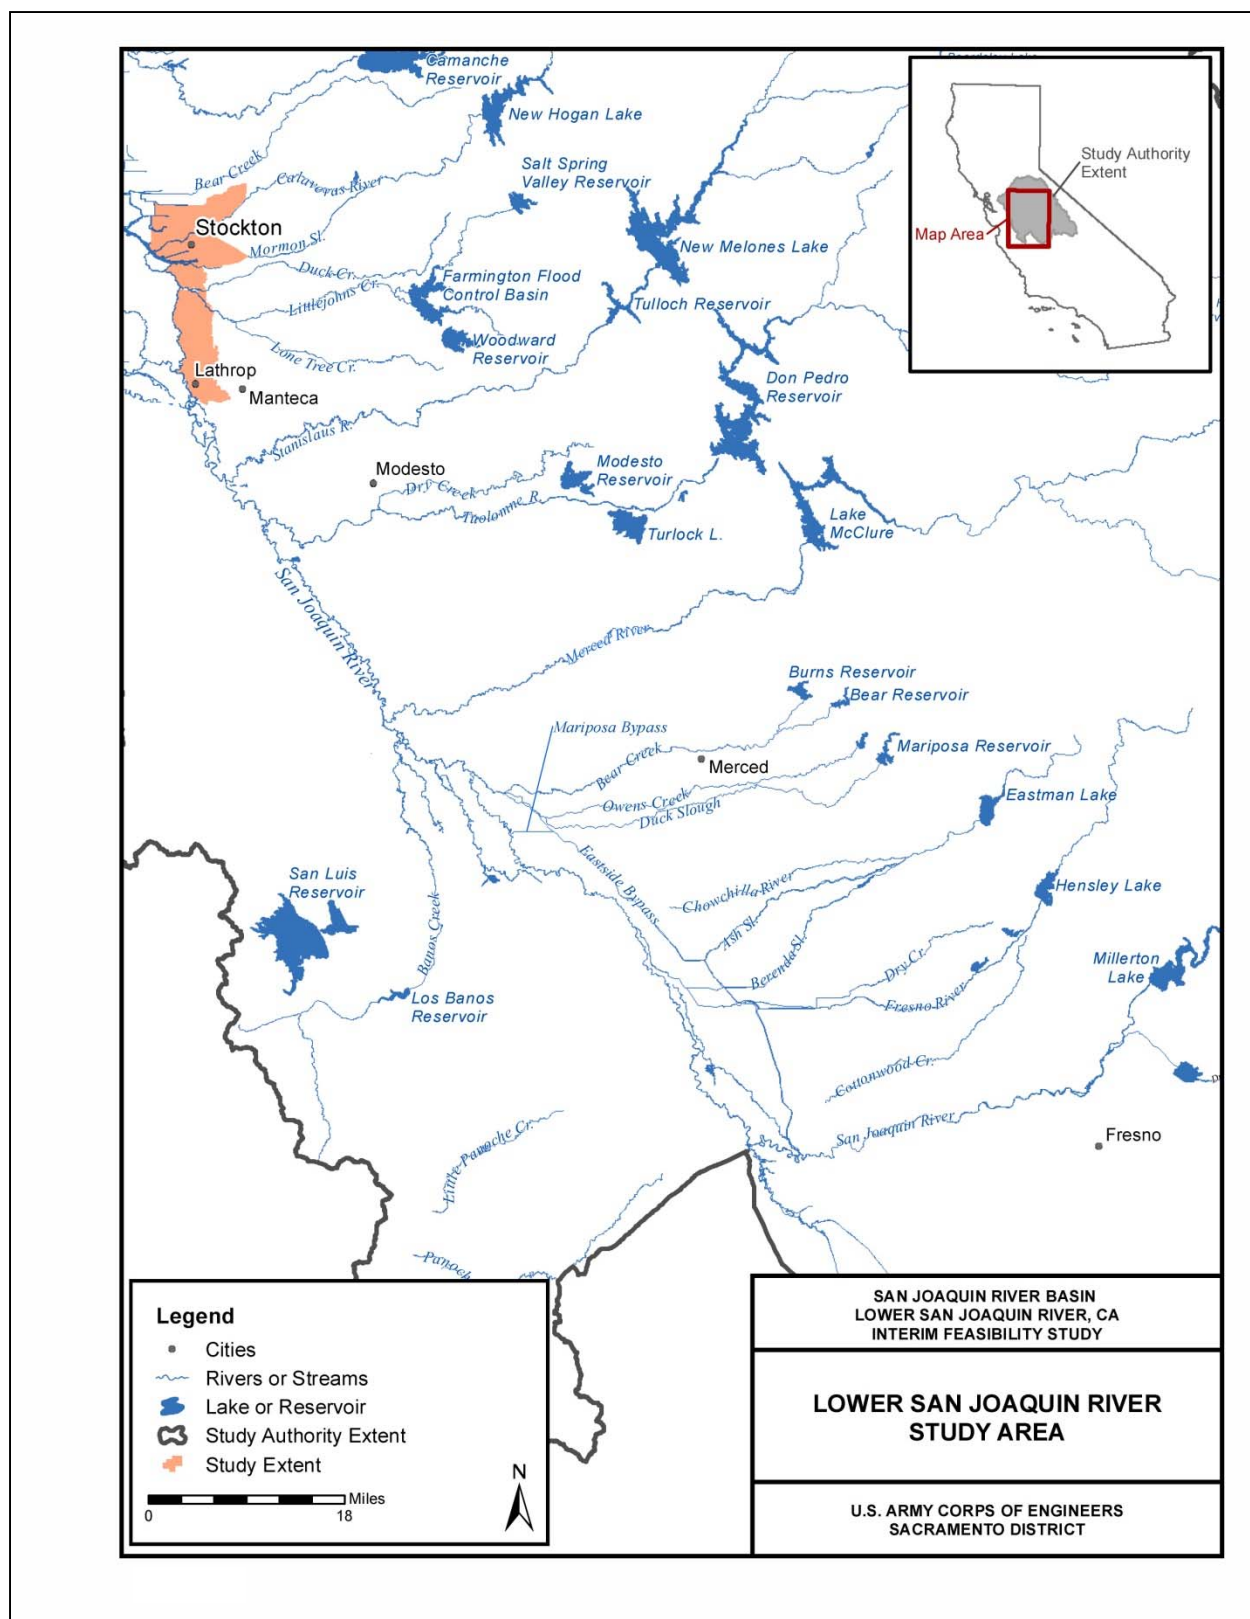 Camanche
Reservoir
New Hogan Lake
Bear Creek
Calaveras River
Salt Spring
Valley Reservoir
Stockton
Mormon Sl.
New Melones Lake
Duck Cr.
Farmington Flood
Control Basin
Littlejohns Cr.
Tulloch Reservoir
Woodward
Reservoir
Lone Tree Cr.
Lathrop
Manteca
Don Pedro
Reservoir
Stanislaus R.
Modesto
Dry Creek
Modesto
Reservoir
Tuolomne R.
Turlock L.
Lake
McClure
San Joaquin River
Merced River
Burns Reservoir
Bear Reservoir
Mariposa Bypass
Bear Creek
Merced
Mariposa Reservoir
Owens Creek
Duck Slough
Eastman Lake
Eastside Bypass
San Luis
Reservoir
Chowchilla River
Hensley Lake
Ash Sl.
Banos Creek
Berenda Sl.
Dry Cr.
Millerton
Lake
Los Banos
Reservoir
Fresno River
Cottonwood Cr.
San Joaquin River
Fresno
Little Panoche Cr.
Panoch
Study Authority
Extent
Map Area
Legend
Cities
Rivers or Streams
Lake or Reservoir
Study Authority Extent
Study Extent
Miles
0 18
N
SAN JOAQUIN RIVER BASIN
LOWER SAN JOAQUIN RIVER, CA
INTERIM FEASIBILITY STUDY
LOWER SAN JOAQUIN RIVER
STUDY AREA
U.S. ARMY CORPS OF ENGINEERS
SACRAMENTO DISTRICT